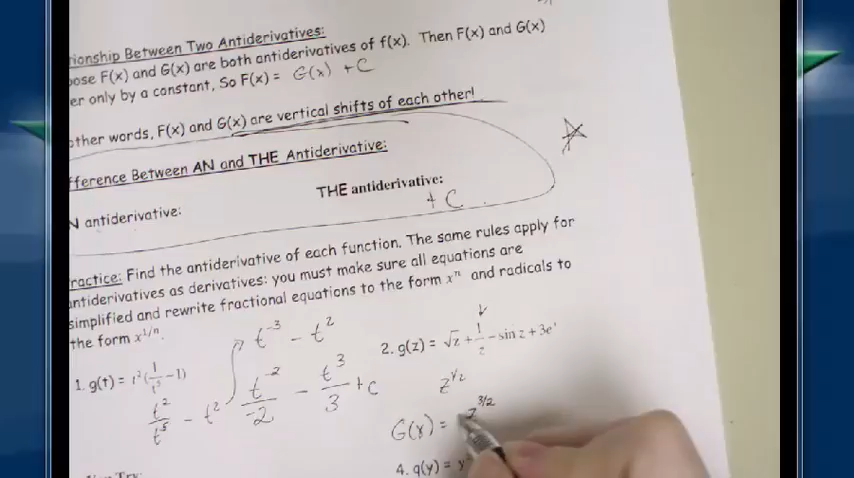 rionship Between Two Antiderivatives:
pose F(x) and G(x) are both antiderivatives of f(x). Then F(x) and G(x)
er only by a constant, So F(x) = G(x) + C
other words, F(x) and G(x) are vertical shifts of each other!
fference Between AN and THE Antiderivative:
N antiderivative: THE antiderivative:
+ C
ractice: Find the antiderivative of each function. The same rules apply for
antiderivatives as derivatives: you must make sure all equations are
simplified and rewrite fractional equations to the form x^n and radicals to
the form x^{1/n}.
t^{-3} - t^2
1. g(t) = t^2(1/t^5 - 1)
t^2/t^5 - t^2
t^{-2}/-2 - t^3/3 + C
2. g(z) = √z + 1/z - sin z + 3e^z
z^{1/2}
G(z) = z^{3/2}
4. q(y) = y